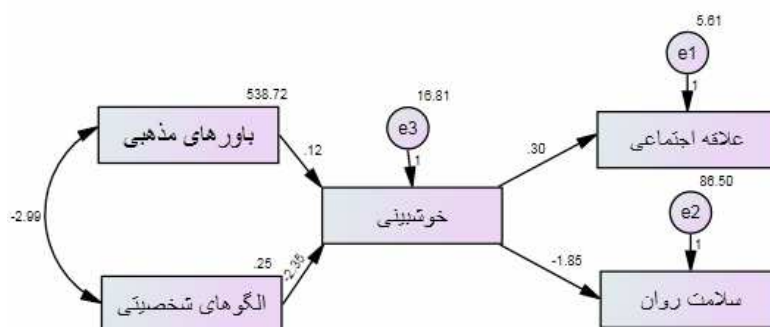 5.61
e1
1
538.72
16.81
باورهای مذهبی
e3
علاقه اجتماعی
.12
1
.30
86.50
-2.99
خوشبینی
e2
.25
-2.35
-1.85
1
الگوهای شخصیتی
سلامت روان